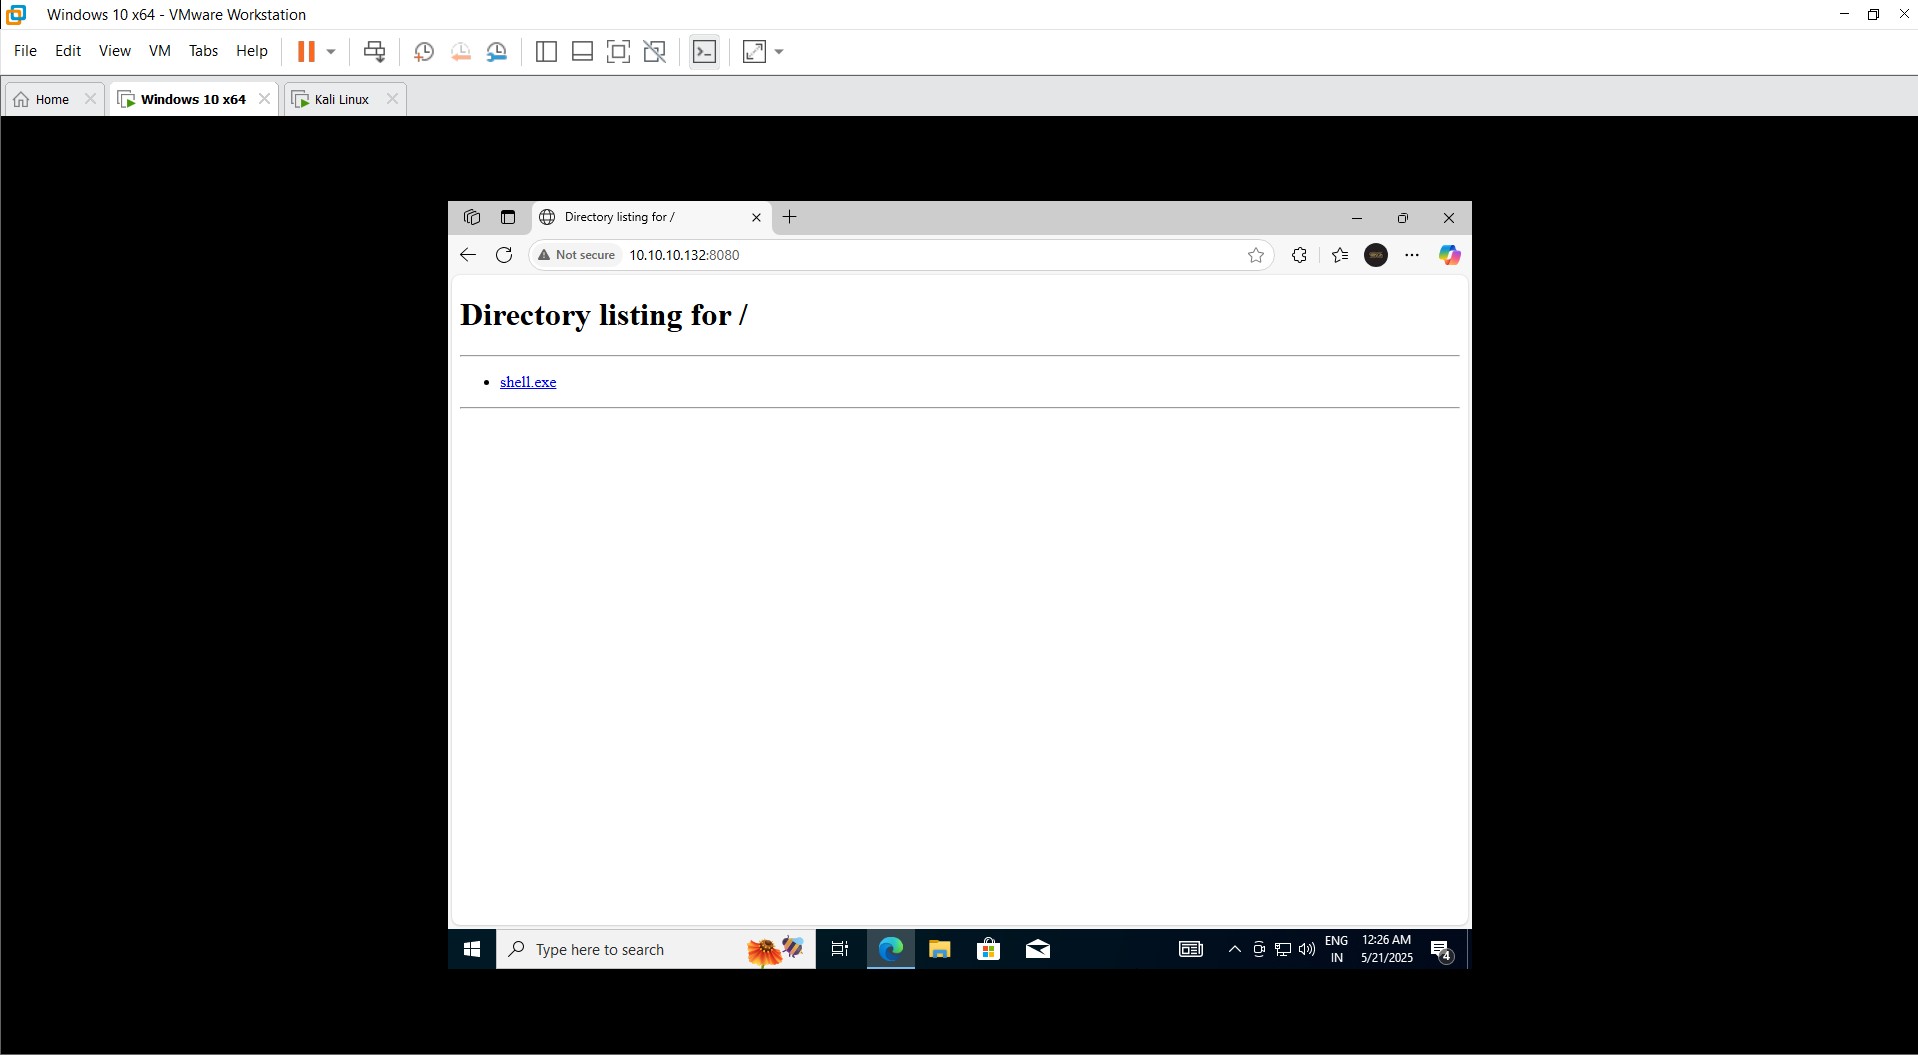 Windows 10 x64 - VMware Workstation
File Edit View VM Tabs Help
Home Windows 10 x64 Kali Linux
Directory listing for /
Not secure 10.10.10.132:8080
Directory listing for /
shell.exe
Type here to search
ENG 12:26 AM
IN 5/21/2025
4